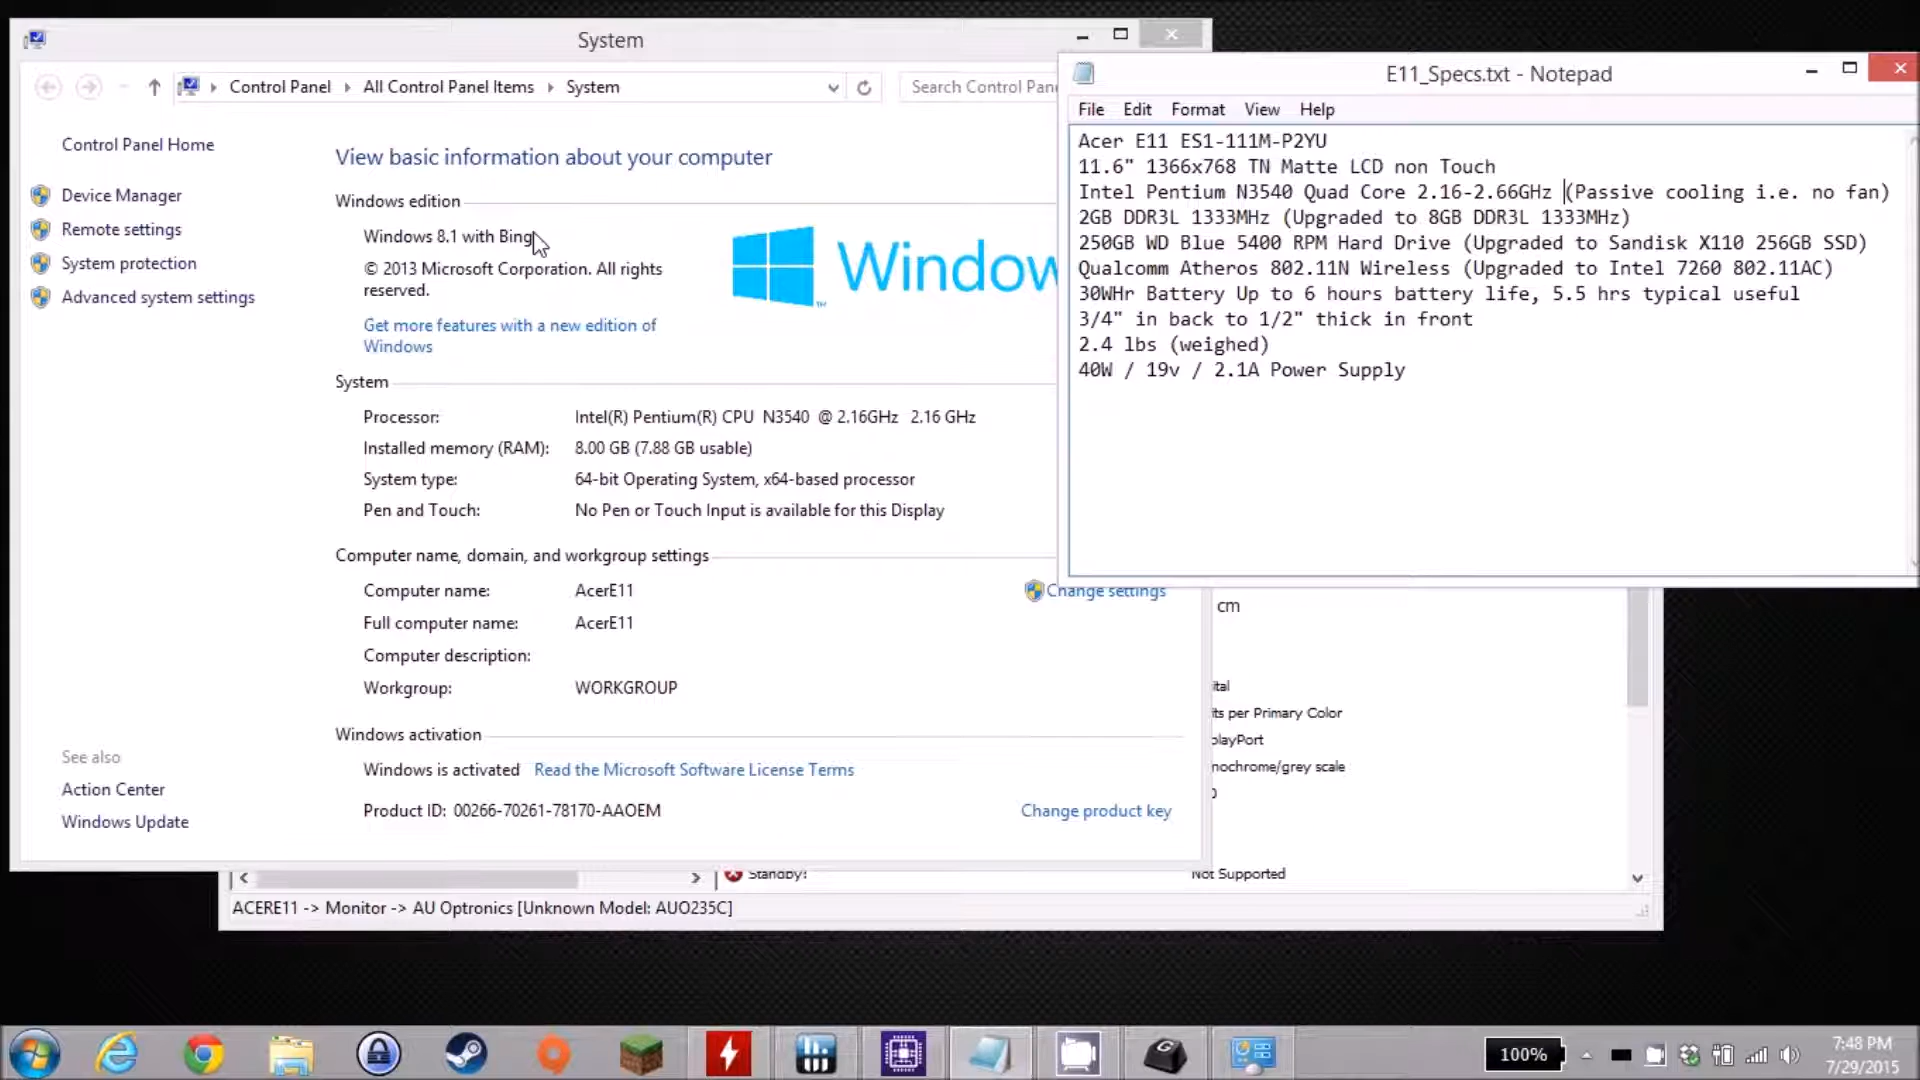 System
Control Panel
All Control Panel Items
System
Search Control Pan
Control Panel Home
Device Manager
Remote settings
System protection
Advanced system settings
See also
Action Center
Windows Update
View basic information about your computer
Windows edition
Windows 8.1 with Bing
© 2013 Microsoft Corporation. All rights
reserved.
Get more features with a new edition of
Windows
Window
System
Processor: Intel(R) Pentium(R) CPU N3540 @ 2.16GHz 2.16 GHz
Installed memory (RAM): 8.00 GB (7.88 GB usable)
System type: 64-bit Operating System, x64-based processor
Pen and Touch: No Pen or Touch Input is available for this Display
Computer name, domain, and workgroup settings
Computer name: AcerE11
Change settings
Full computer name: AcerE11
Computer description:
Workgroup: WORKGROUP
Windows activation
Windows is activated Read the Microsoft Software License Terms
Product ID: 00266-70261-78170-AAOEM
Change product key
E11_Specs.txt - Notepad
File Edit Format View Help
Acer E11 ES1-111M-P2YU
11.6" 1366x768 TN Matte LCD non Touch
Intel Pentium N3540 Quad Core 2.16-2.66GHz (Passive cooling i.e. no fan)
2GB DDR3L 1333MHz (Upgraded to 8GB DDR3L 1333MHz)
250GB WD Blue 5400 RPM Hard Drive (Upgraded to Sandisk X110 256GB SSD)
Qualcomm Atheros 802.11N Wireless (Upgraded to Intel 7260 802.11AC)
30WHr Battery Up to 6 hours battery life, 5.5 hrs typical useful
3/4" in back to 1/2" thick in front
2.4 lbs (weighed)
40W / 19v / 2.1A Power Supply
cm
ital
its per Primary Color
playPort
nochrome/grey scale
Standby:
Not Supported
ACERE11 -> Monitor -> AU Optronics [Unknown Model: AUO235C]
100%
7:48 PM
7/29/2015